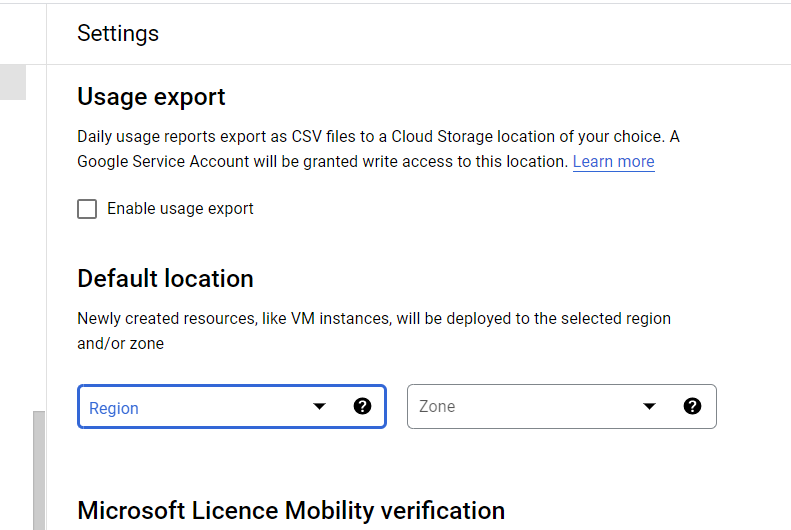 Settings
Usage export
Daily usage reports export as CSV files to a Cloud Storage location of your choice. A
Google Service Account will be granted write access to this location. Learn more
Enable usage export
Default location
Newly created resources, like VM instances, will be deployed to the selected region
and/or zone
Region
Zone
Microsoft Licence Mobility verification